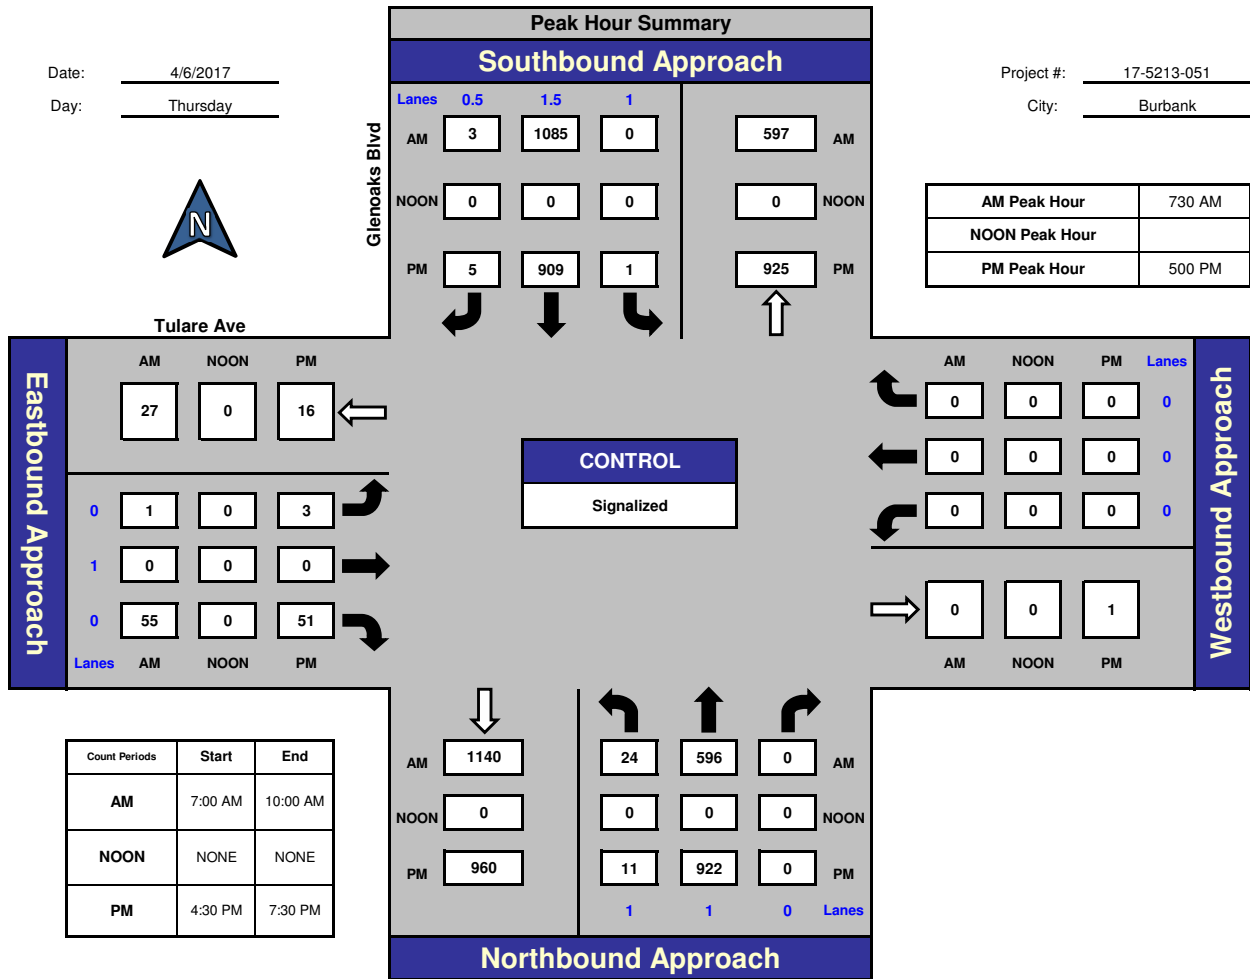 Peak Hour Summary
Southbound Approach
Date: 4/6/2017
Day: Thursday
Project #: 17-5213-051
City: Burbank
N
Glenoaks Blvd
Lanes 0.5 1.5 1
AM 3 1085 0 597 AM
NOON 0 0 0 0 NOON
PM 5 909 1 925 PM
AM Peak Hour 730 AM
NOON Peak Hour
PM Peak Hour 500 PM
Tulare Ave
Eastbound Approach
AM NOON PM
27 0 16
0 1 0 3
1 0 0 0
0 55 0 51
Lanes AM NOON PM
CONTROL
Signalized
AM NOON PM Lanes
0 0 0 0
0 0 0 0
0 0 0 0
0 0 1
AM NOON PM
Westbound Approach
Count Periods Start End
AM 7:00 AM 10:00 AM
NOON NONE NONE
PM 4:30 PM 7:30 PM
AM 1140 24 596 0 AM
NOON 0 0 0 0 NOON
PM 960 11 922 0 PM
1 1 0 Lanes
Northbound Approach